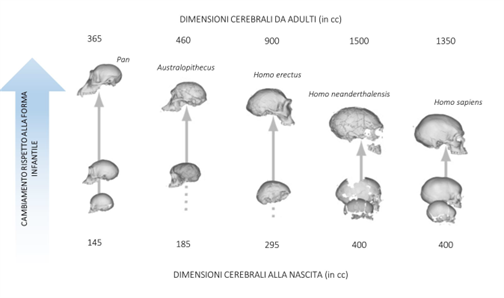 DIMENSIONI CEREBRALI DA ADULTI (in cc)
365 460 900 1500 1350
Pan
Australopithecus
Homo erectus
Homo neanderthalensis
Homo sapiens
CAMBIAMENTO RISPETTO ALLA FORMA
INFANTILE
145 185 295 400 400
DIMENSIONI CEREBRALI ALLA NASCITA (in cc)